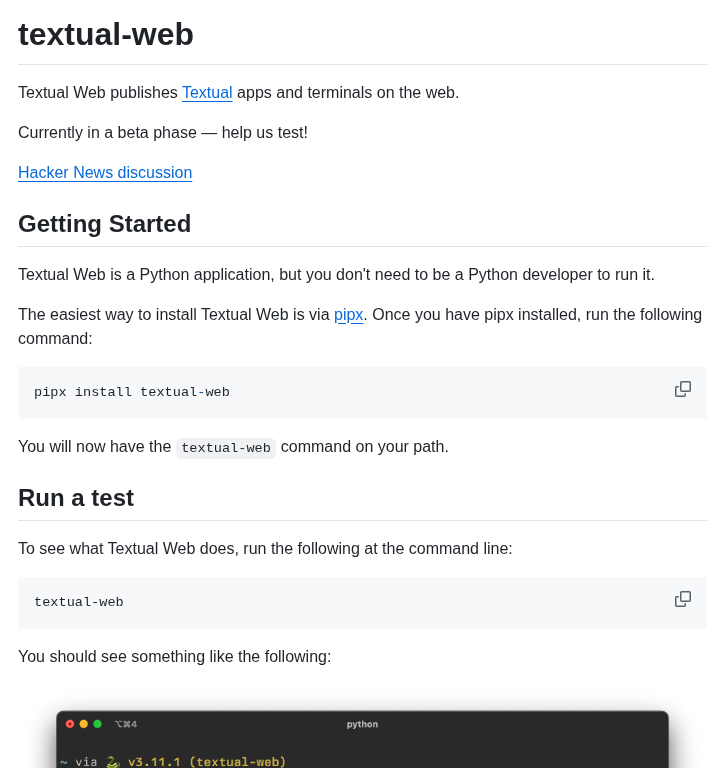 textual-web
Textual Web publishes Textual apps and terminals on the web.
Currently in a beta phase — help us test!
Hacker News discussion
Getting Started
Textual Web is a Python application, but you don't need to be a Python developer to run it.
The easiest way to install Textual Web is via pipx. Once you have pipx installed, run the following
command:
pipx install textual-web
You will now have the textual-web command on your path.
Run a test
To see what Textual Web does, run the following at the command line:
textual-web
You should see something like the following:
⌥⌘4 python
~ via 🐍 v3.11.1 (textual-web)